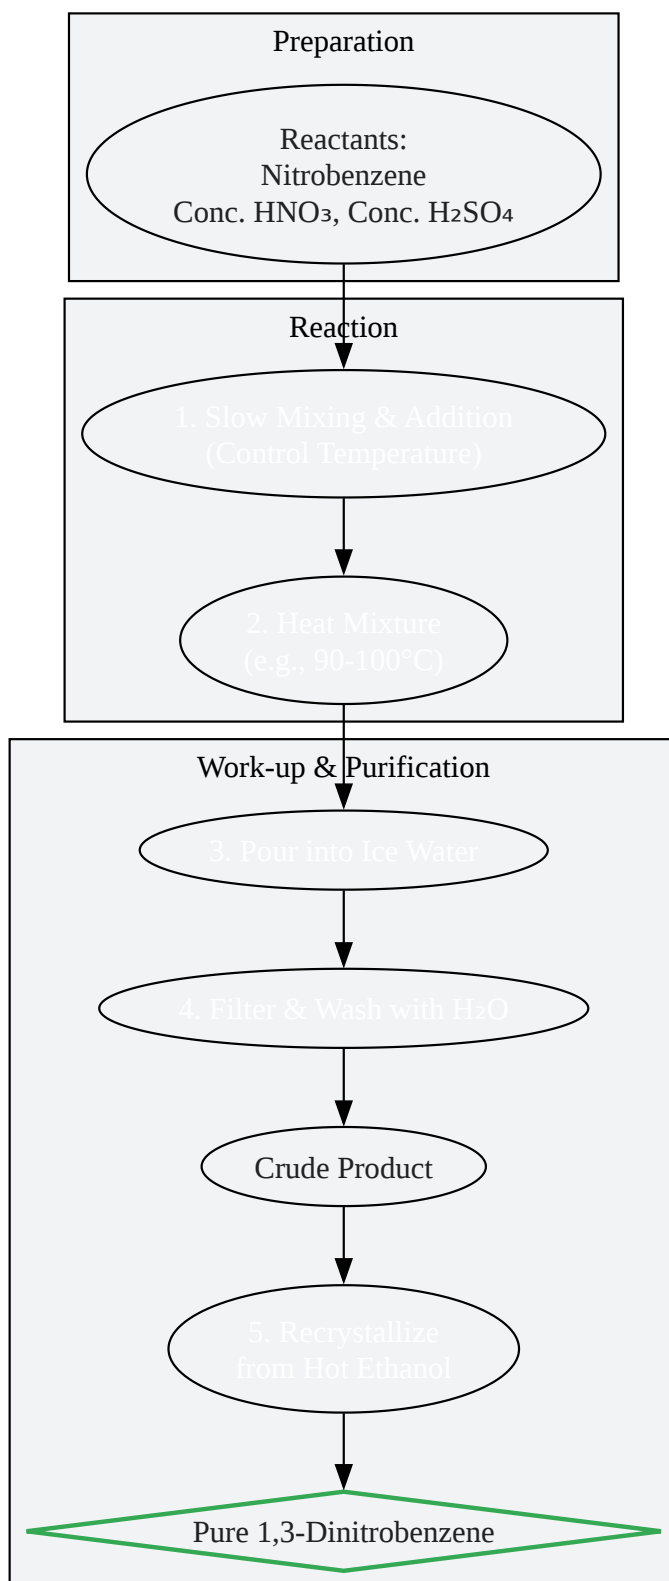 Preparation
Reactants:
Nitrobenzene
Conc. HNO₃, Conc. H₂SO₄
Reaction
1. Slow Mixing & Addition
(Control Temperature)
2. Heat Mixture
(e.g., 90-100°C)
Work-up & Purification
3. Pour into Ice Water
4. Filter & Wash with H₂O
Crude Product
5. Recrystallize
from Hot Ethanol
Pure 1,3-Dinitrobenzene